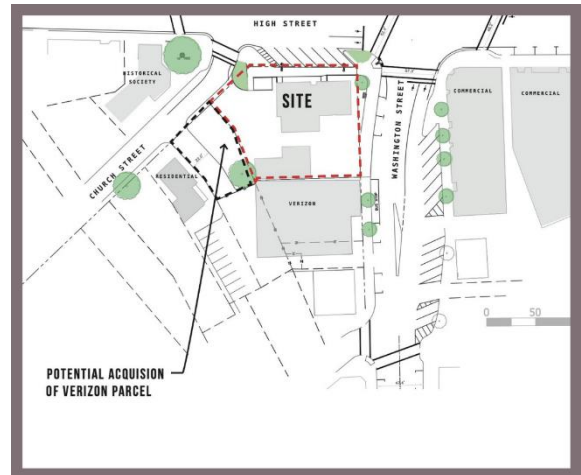 HIGH STREET
HISTORICAL
SOCIETY
SITE
COMMERCIAL
COMMERCIAL
WASHINGTON STREET
CHURCH STREET
RESIDENTIAL
VERIZON
0 50
POTENTIAL ACQUISION
OF VERIZON PARCEL